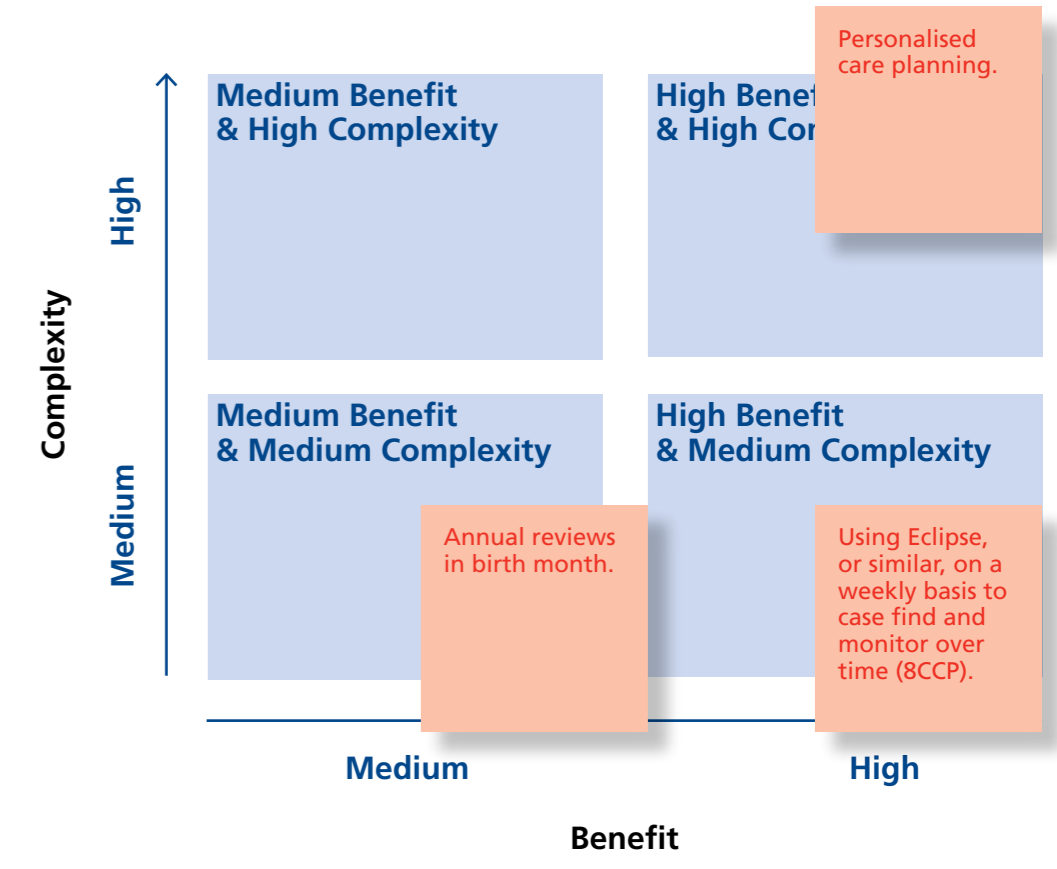 Personalised
care planning.
Medium Benefit
& High Complexity
High Benef
& High Co
High
Complexity
Medium
Medium Benefit
& Medium Complexity
High Benefit
& Medium Complexity
Annual reviews
in birth month.
Using Eclipse,
or similar, on a
weekly basis to
case find and
monitor over
time (8CCP).
Medium
High
Benefit